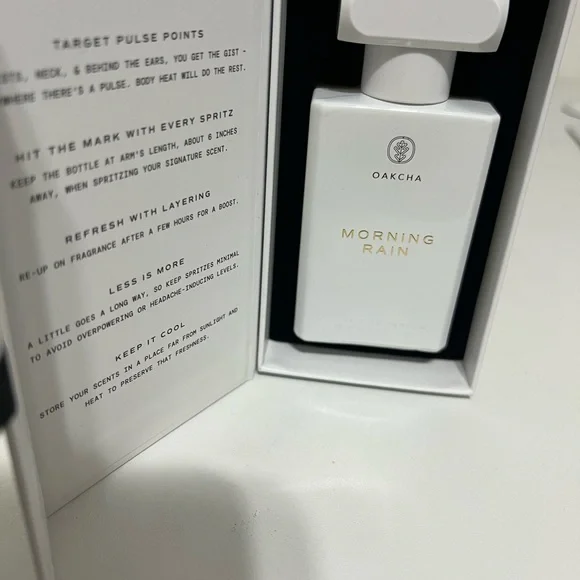 TARGET PULSE POINTS
NECK, & BEHIND THE EARS, YOU GET THE GIST -
THERE'S A PULSE. BODY HEAT WILL DO THE REST.
HIT THE MARK WITH EVERY SPRITZ
KEEP THE BOTTLE AT ARM'S LENGTH, ABOUT 6 INCHES
AWAY, WHEN SPRITZING YOUR SIGNATURE SCENT.
REFRESH WITH LAYERING
RE-UP ON FRAGRANCE AFTER A FEW HOURS FOR A BOOST.
LESS IS MORE
A LITTLE GOES A LONG WAY, SO KEEP SPRITZES MINIMAL
TO AVOID OVERPOWERING OR HEADACHE-INDUCING LEVELS.
KEEP IT COOL
STORE YOUR SCENTS IN A PLACE FAR FROM SUNLIGHT AND
HEAT TO PRESERVE THAT FRESHNESS.
OAKCHA
MORNING
RAIN